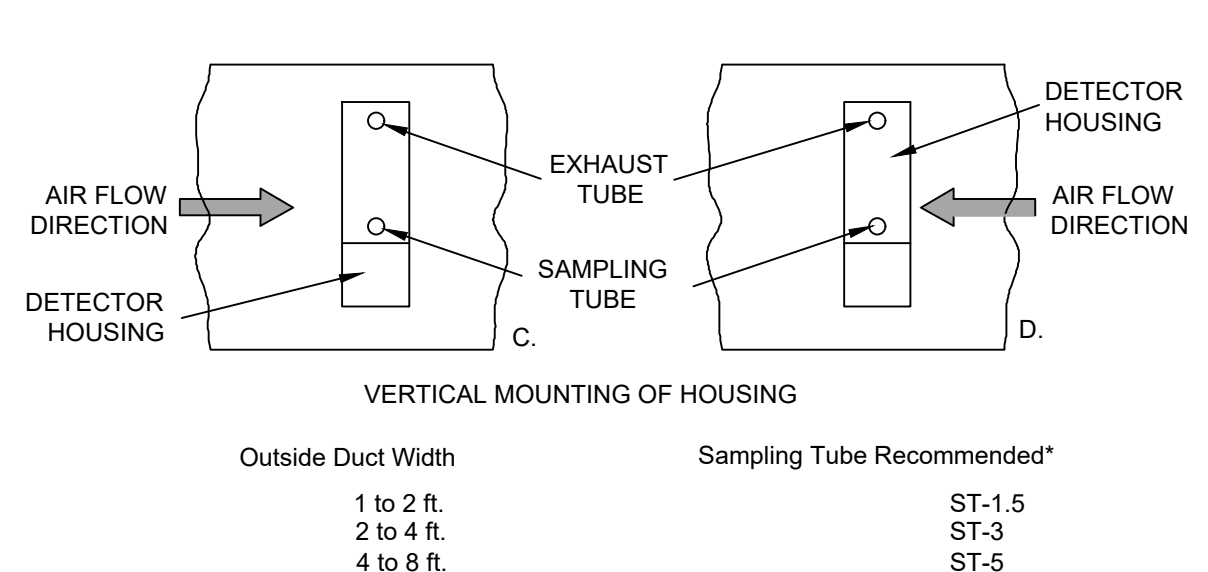 DETECTOR
HOUSING
EXHAUST
TUBE
AIR FLOW
DIRECTION
AIR FLOW
DIRECTION
SAMPLING
TUBE
DETECTOR
HOUSING
C.
D.
VERTICAL MOUNTING OF HOUSING
Outside Duct Width
Sampling Tube Recommended*
1 to 2 ft.
ST-1.5
2 to 4 ft.
ST-3
4 to 8 ft.
ST-5